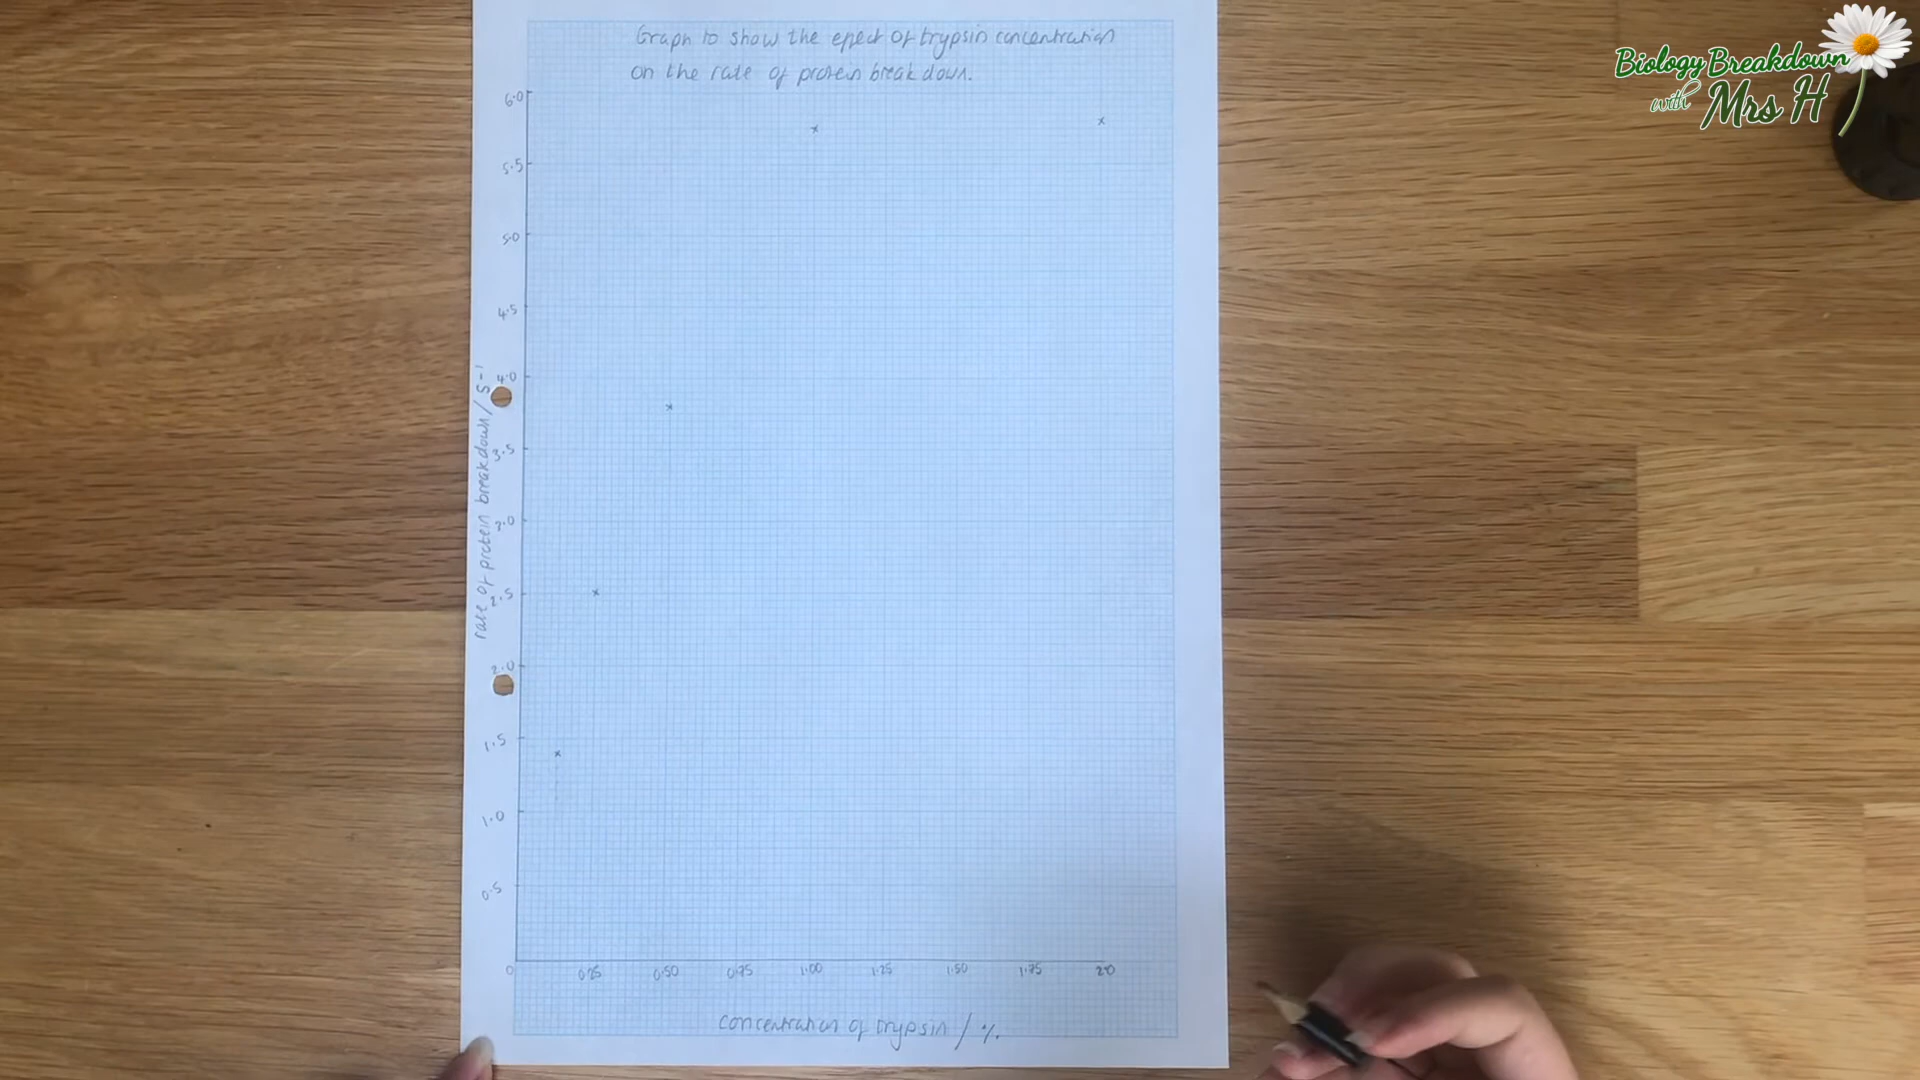 Graph to show the effect of trypsin concentration
on the rate of protein breakdown.
Biology Breakdown
with Mrs H
6.0
5.5
5.0
4.5
4.0
3.5
3.0
2.5
2.0
1.5
1.0
0.5
rate of protein breakdown / s⁻¹
0 0.25 0.50 0.75 1.00 1.25 1.50 1.75 2.0
concentration of trypsin / %.